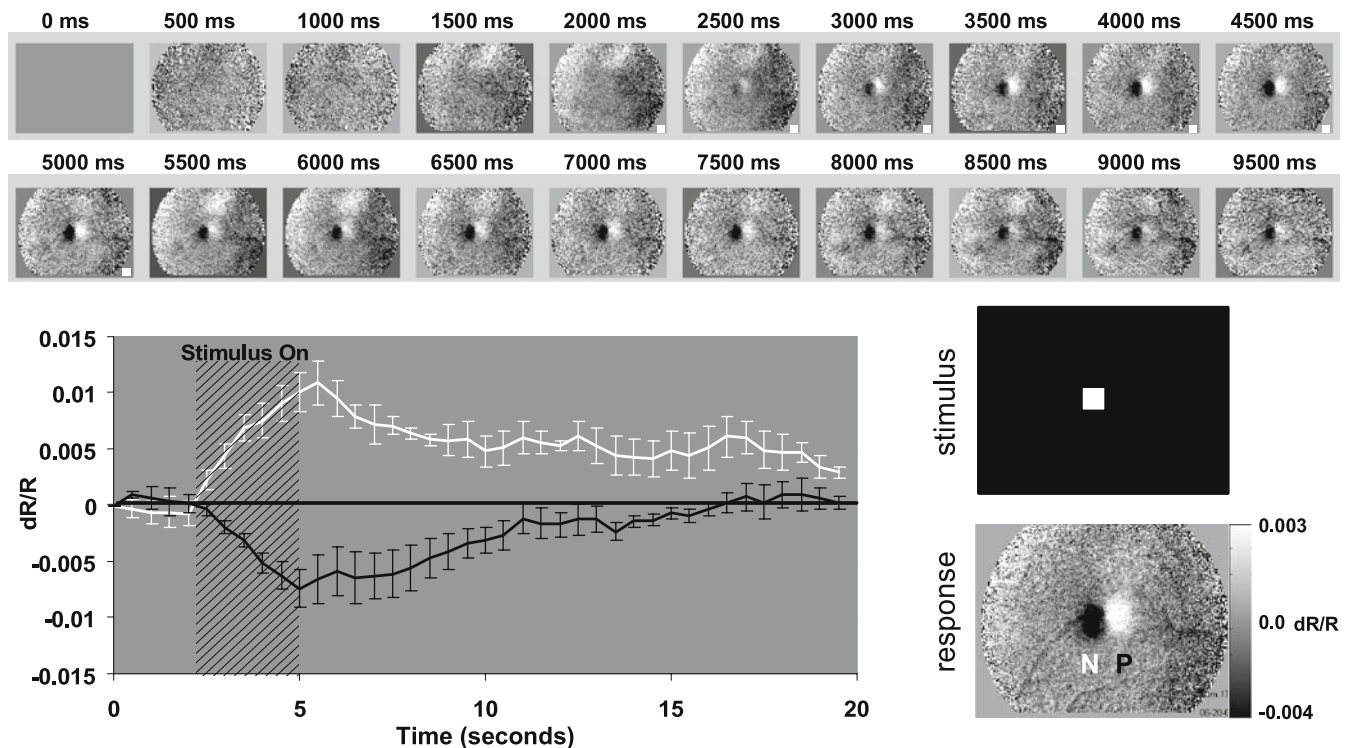 0 ms 500 ms 1000 ms 1500 ms 2000 ms 2500 ms 3000 ms 3500 ms 4000 ms 4500 ms
5000 ms 5500 ms 6000 ms 6500 ms 7000 ms 7500 ms 8000 ms 8500 ms 9000 ms 9500 ms
0.015
0.01
0.005
0
-0.005
-0.01
-0.015
dR/R
Stimulus On
0 5 10 15 20
Time (seconds)
stimulus
response
N P
0.003
0.0 dR/R
-0.004